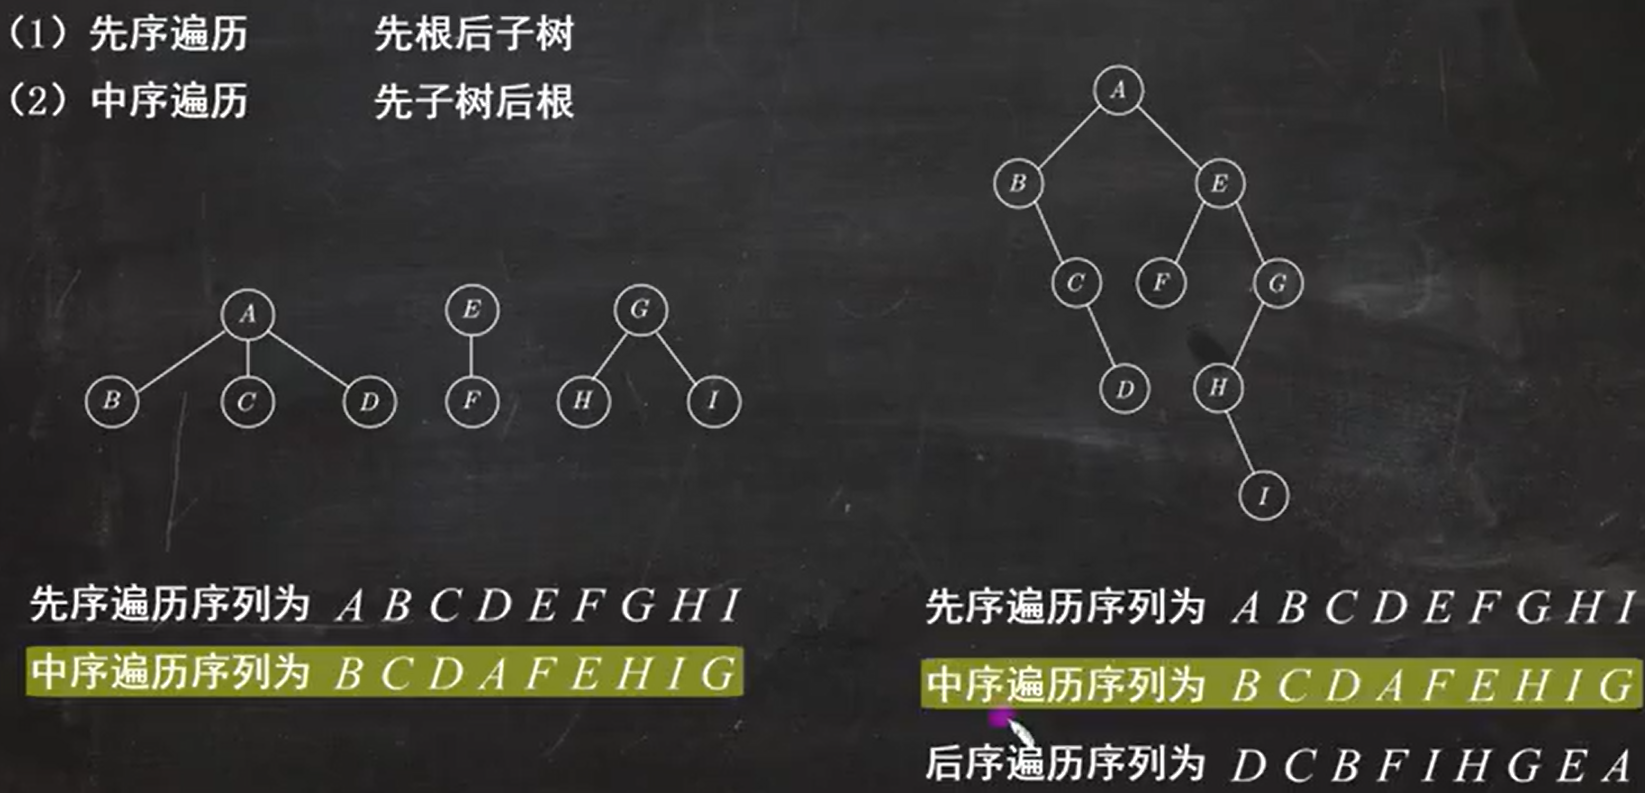 (1) 先序遍历 先根后子树
(2) 中序遍历 先子树后根
A
B E
C F G
D H
I
A E G
B C D F H I
先序遍历序列为 A B C D E F G H I
中序遍历序列为 B C D A F E H I G
先序遍历序列为 A B C D E F G H I
中序遍历序列为 B C D A F E H I G
后序遍历序列为 D C B F I H G E A